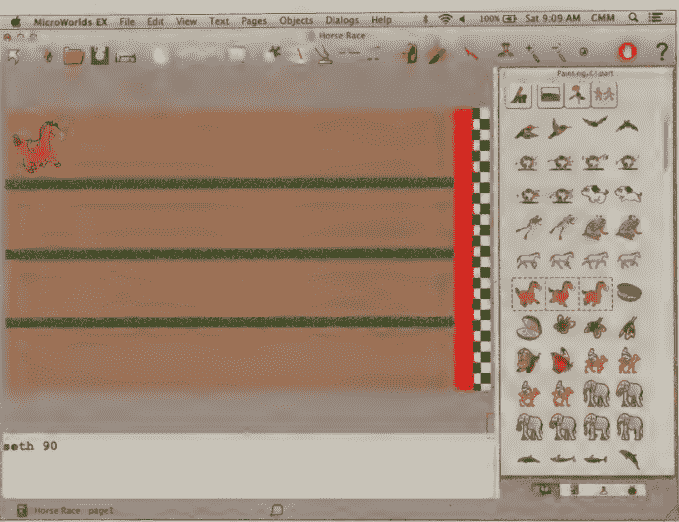 MicroWorlds EX File Edit View Text Pages Objects Dialogs Help 100% Sat 9:09 AM CMM
Horse Race
?
Painting/Clipart
seth 90
Horse Race page1